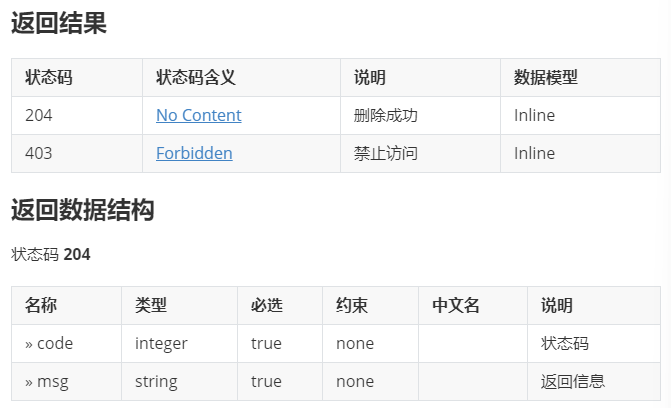 返回结果
状态码 状态码含义 说明 数据模型
204 No Content 删除成功 Inline
403 Forbidden 禁止访问 Inline
返回数据结构
状态码 204
名称 类型 必选 约束 中文名 说明
» code integer true none 状态码
» msg string true none 返回信息